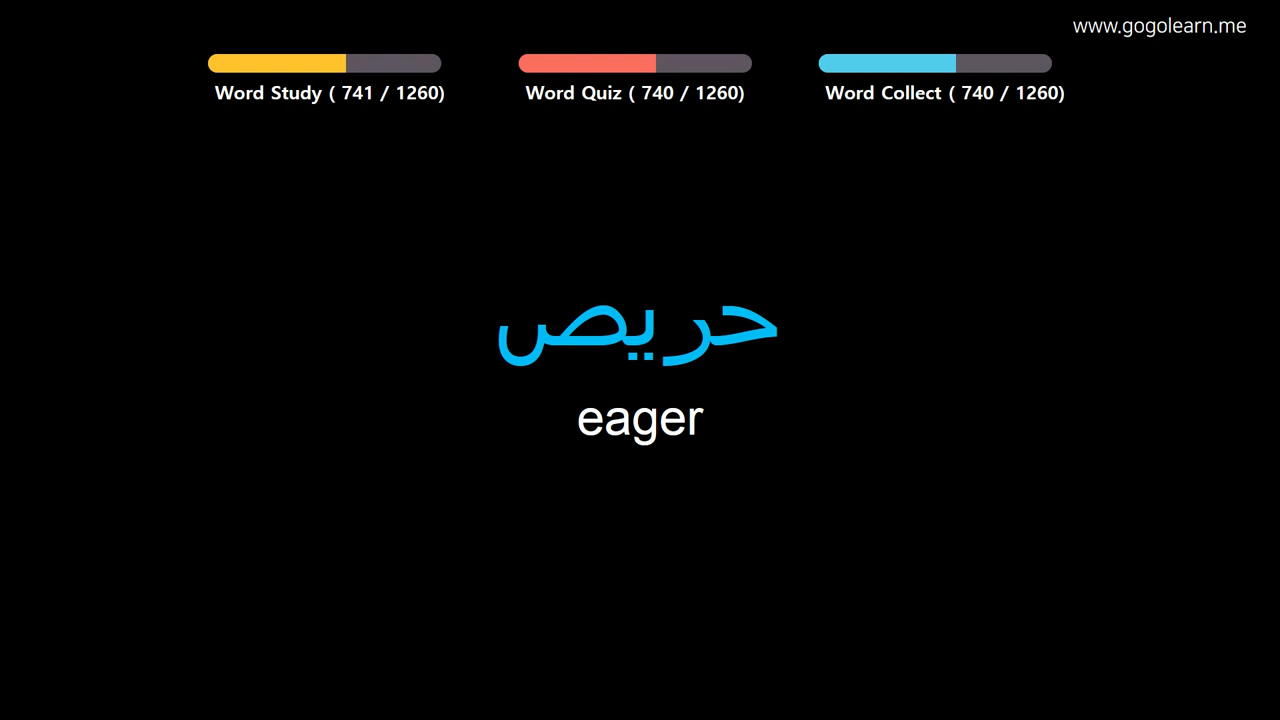 www.gogolearn.me
Word Study ( 741 / 1260)
Word Quiz ( 740 / 1260)
Word Collect ( 740 / 1260)
حريص
eager